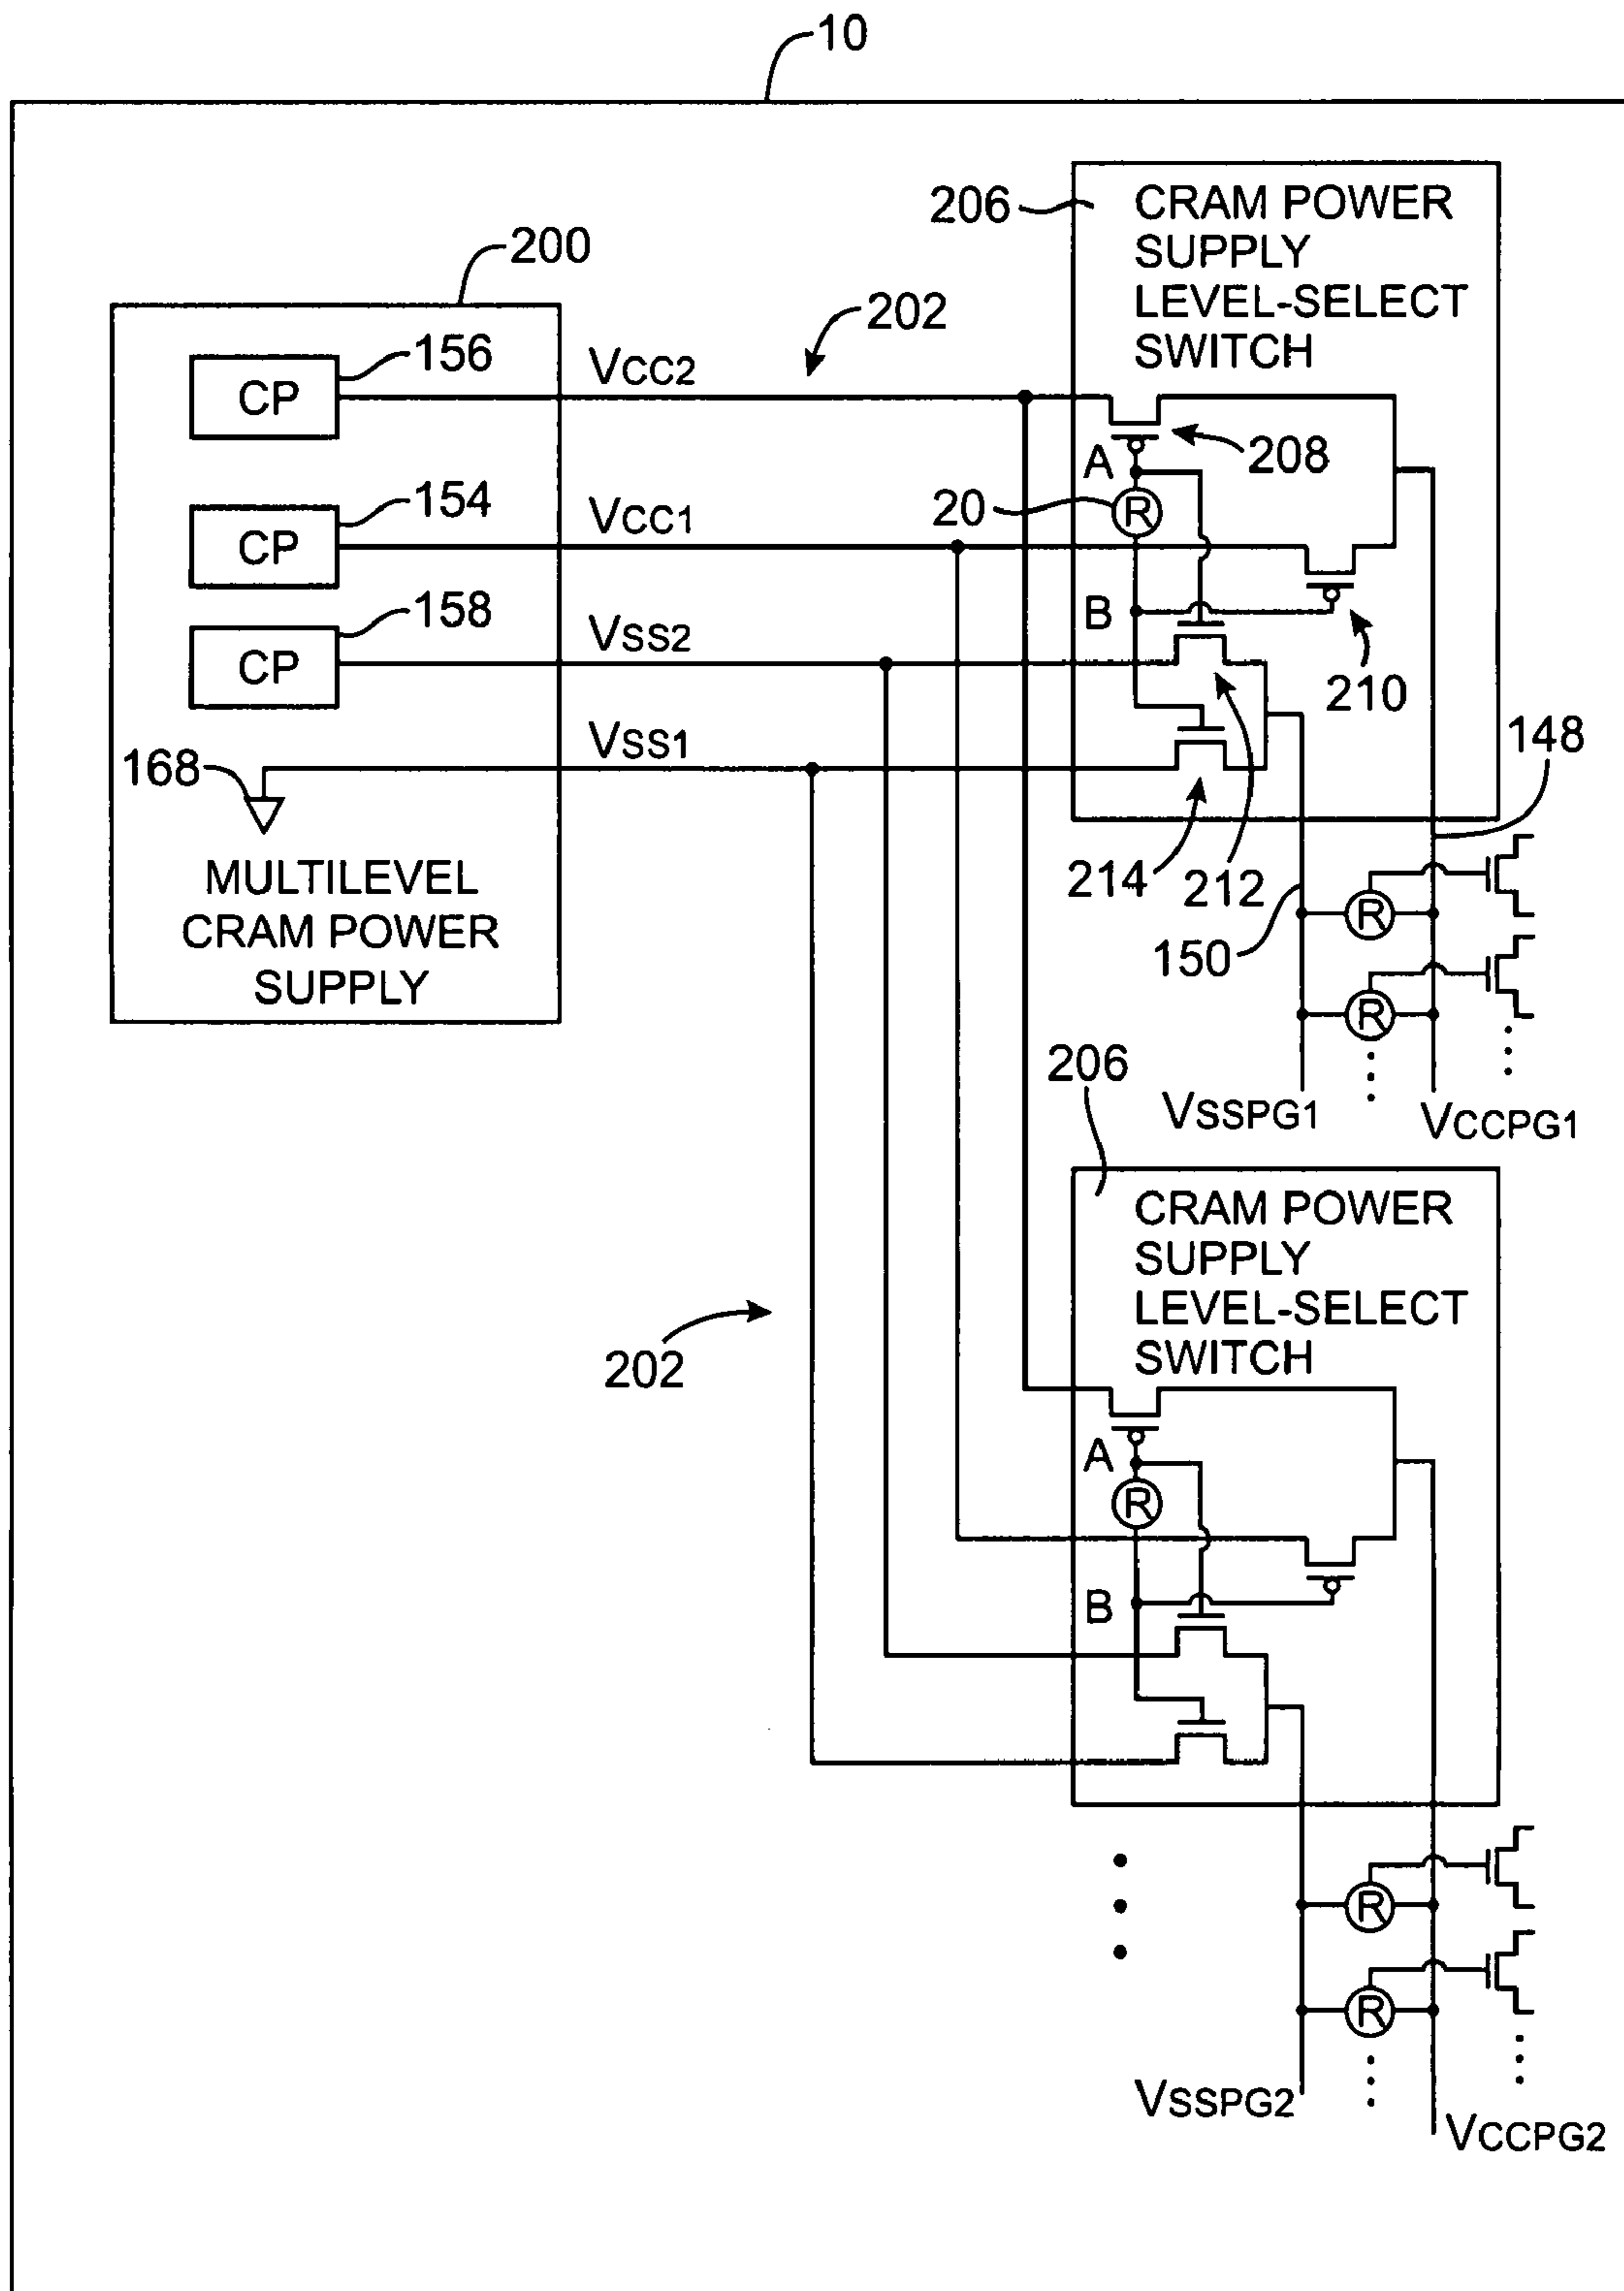 10
206
CRAM POWER
SUPPLY
LEVEL-SELECT
SWITCH
200
202
156
CP
VCC2
A
208
154
CP
VCC1
20
R
158
CP
VSS2
B
210
VSS1
168
148
214
212
MULTILEVEL
CRAM POWER
SUPPLY
150
R
R
VSSPG1
VCCPG1
206
CRAM POWER
SUPPLY
LEVEL-SELECT
SWITCH
202
A
R
B
R
R
VSSPG2
VCCPG2